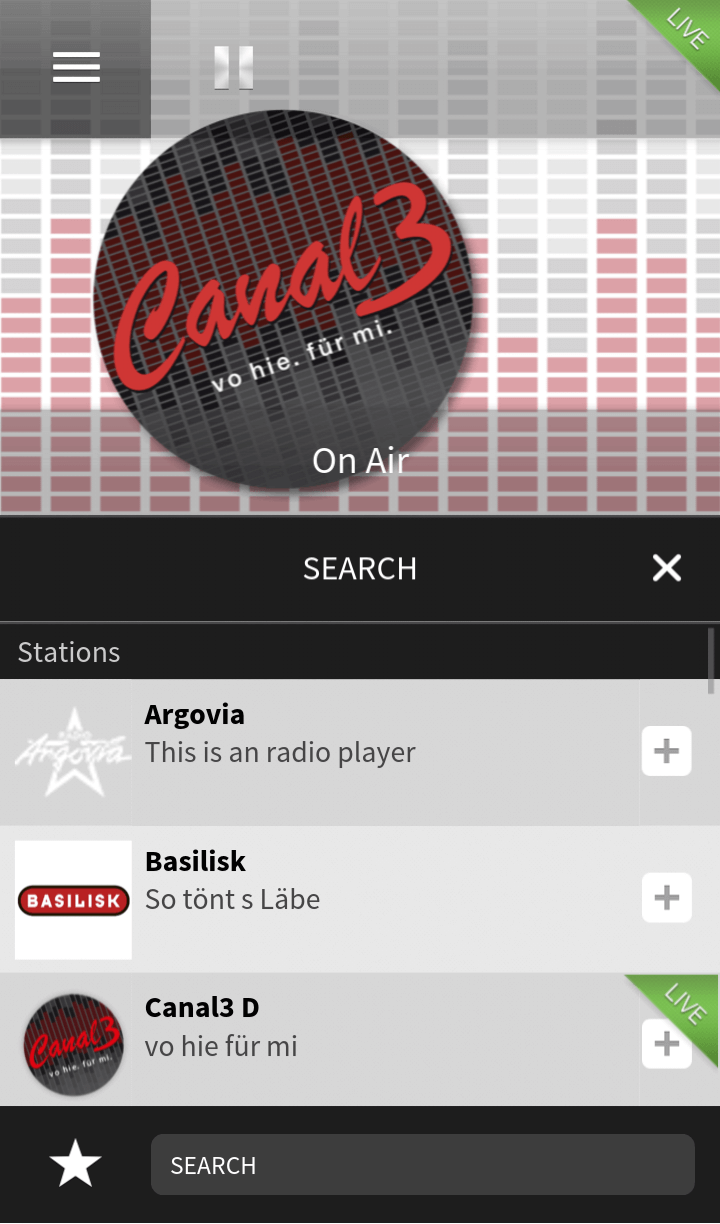 LIVE
Canal3
vo hie. für mi.
On Air
SEARCH
Stations
RADIO
Argovia
Argovia
This is an radio player
BASILISK
Basilisk
So tönt s Läbe
Canal3
vo hie. für mi.
Canal3 D
vo hie für mi
LIVE
SEARCH